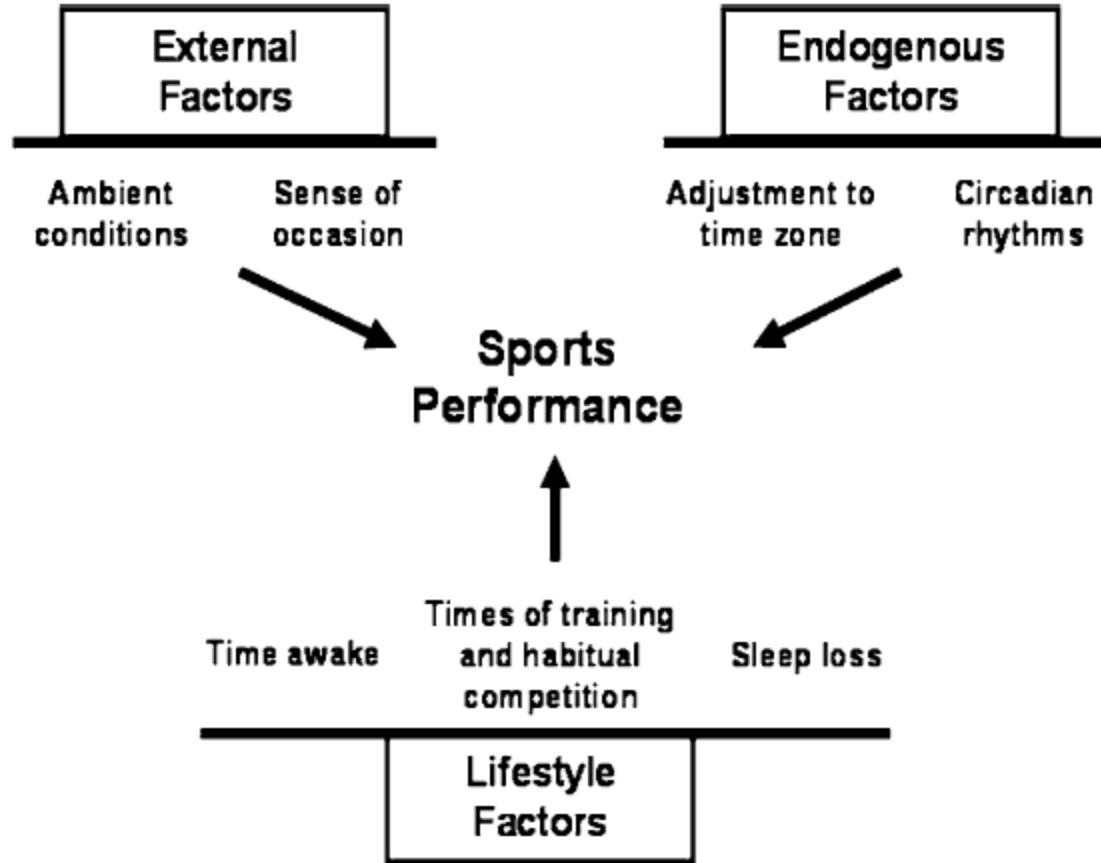 External
Factors
Endogenous
Factors
Ambient
conditions
Sense of
occasion
Adjustment to
time zone
Circadian
rhythms
Sports
Performance
Time awake
Times of training
and habitual
competition
Sleep loss
Lifestyle
Factors